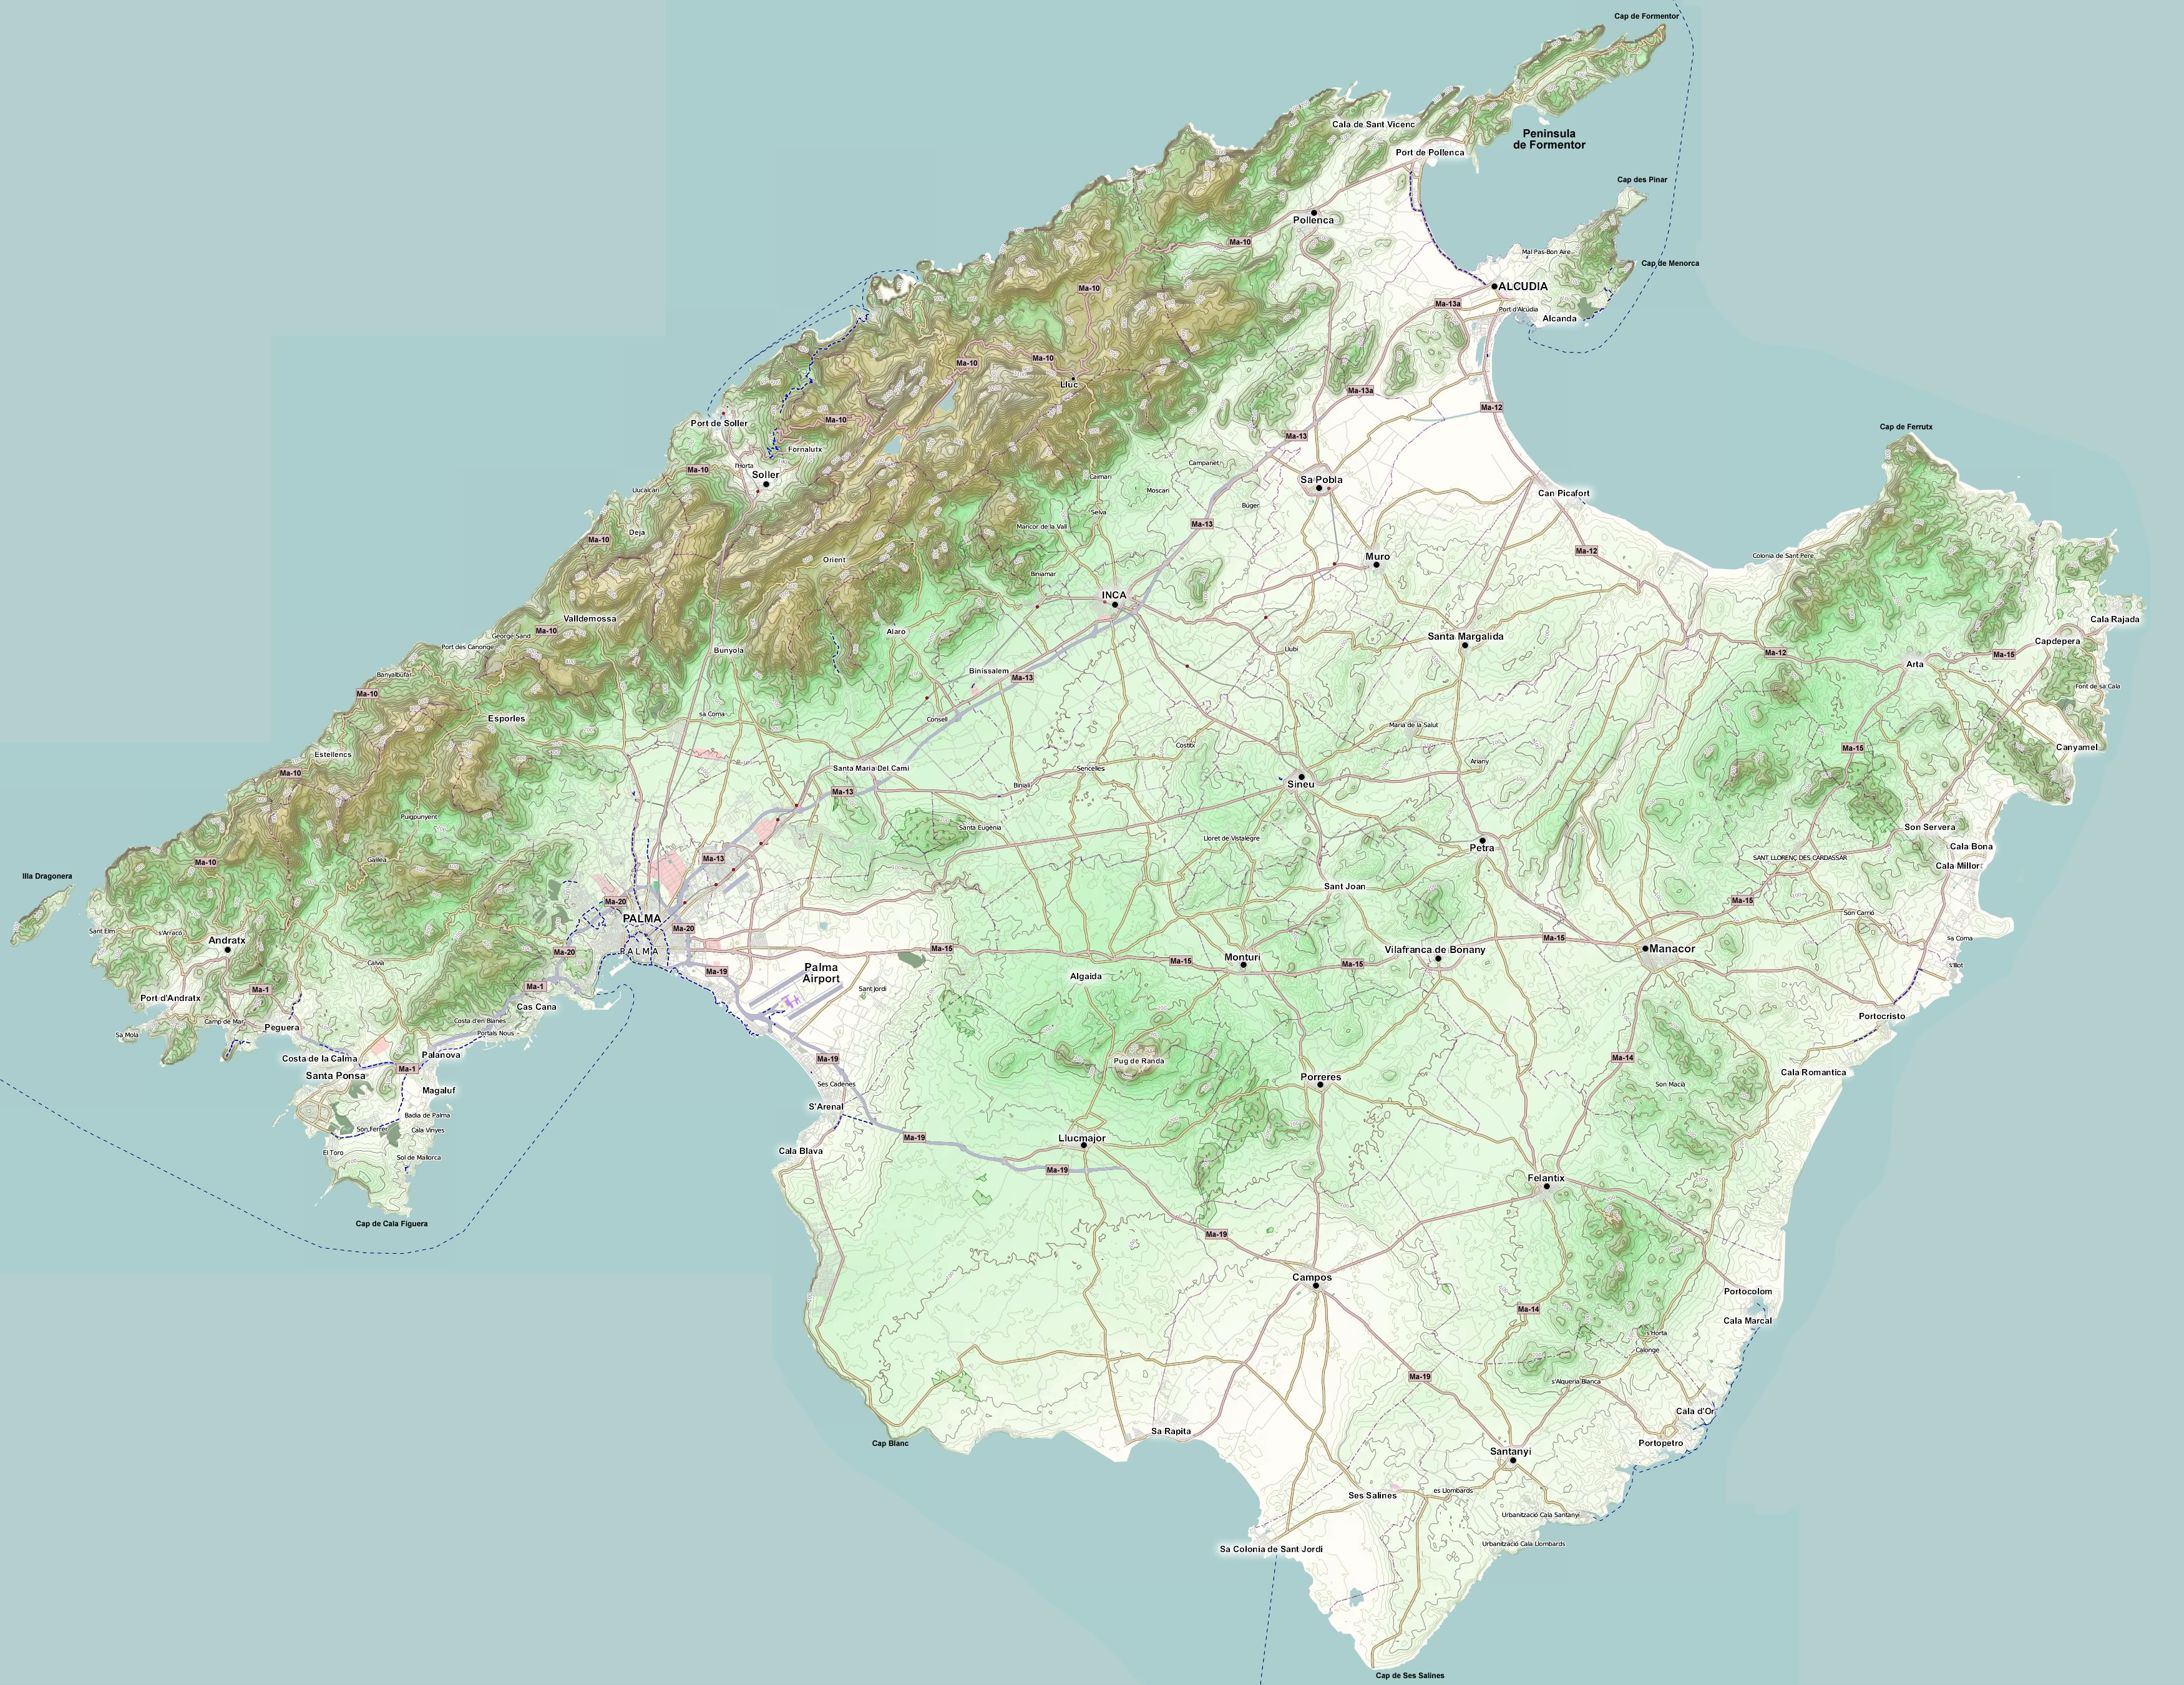 Cap de Formentor
Cala de Sant Vicenc
Peninsula
de Formentor
Port de Pollenca
Cap des Pinar
Pollenca
Ma-10
Mal Pas-Bon Aire
Cap de Menorca
Ma-10
ALCUDIA
Ma-13a
Port d'Alcúdia
Alcanda
Ma-10
Ma-10
Lluc
Ma-13a
Ma-12
Port de Soller
Ma-10
Cap de Ferrutx
Ma-13
Fornalutx
l'Horta
Ma-10
Campanet
Soller
Caimari
Sa Pobla
Llucalcari
Moscari
Can Picafort
Búger
Selva
Ma-13
Mancor de la Vall
Deja
Ma-10
Ma-12
Muro
Colonia de Sant Pere
Orient
Biniamar
INCA
Valldemossa
Cala Rajada
Ma-10
Alaro
George Sand
Santa Margalida
Capdepera
Port des Canonge
Bunyola
Llubi
Ma-12
Ma-15
Arta
Banyalbufar
Binissalem
Ma-13
Font de sa Cala
Ma-10
sa Coma
Esporles
Consell
Maria de la Salut
Costitx
Canyamel
Ma-15
Estellencs
Ariany
Santa Maria Del Cami
Sencelles
Ma-10
Sineu
Biniali
Ma-13
Puigpunyent
Santa Eugènia
Son Servera
Lloret de Vistalegre
Cala Bona
Petra
Ma-13
SANT LLORENÇ DES CARDASSAR
Galilea
Ma-10
Cala Millor
Illa Dragonera
Sant Joan
Ma-20
Ma-15
Son Carrió
PALMA
Ma-20
Sant Elm
s'Arracó
Andratx
Ma-15
sa Coma
PALMA
Ma-20
Ma-15
Vilafranca de Bonany
Manacor
Monturi
Ma-15
Ma-15
Calvia
s'Illot
Palma
Airport
Ma-19
Algaida
Ma-1
Ma-1
Sant Jordi
Port d'Andratx
Cas Cana
Portocristo
Camp de Mar
Costa d'en Blanes
Peguera
Sa Mola
Portals Nous
Palanova
Costa de la Calma
Ma-19
Pug de Randa
Ma-14
Ma-1
Santa Ponsa
Cala Romantica
Porreres
Ses Cadenes
Son Macià
Magaluf
S'Arenal
Badia de Palma
Son Ferrer
Cala Vinyes
Ma-19
Llucmajor
Cala Blava
El Toro
Sol de Mallorca
Ma-19
Felantix
Cap de Cala Figuera
Ma-19
Campos
Portocolom
Ma-14
Cala Marcal
s'Horta
Calonge
Ma-19
s'Alqueria Blanca
Cala d'Or
Sa Rapita
Cap Blanc
Portopetro
Santanyi
Ses Salines
es Llombards
Urbanització Cala Santanyí
Urbanització Cala Llombards
Sa Colonia de Sant Jordi
Cap de Ses Salines